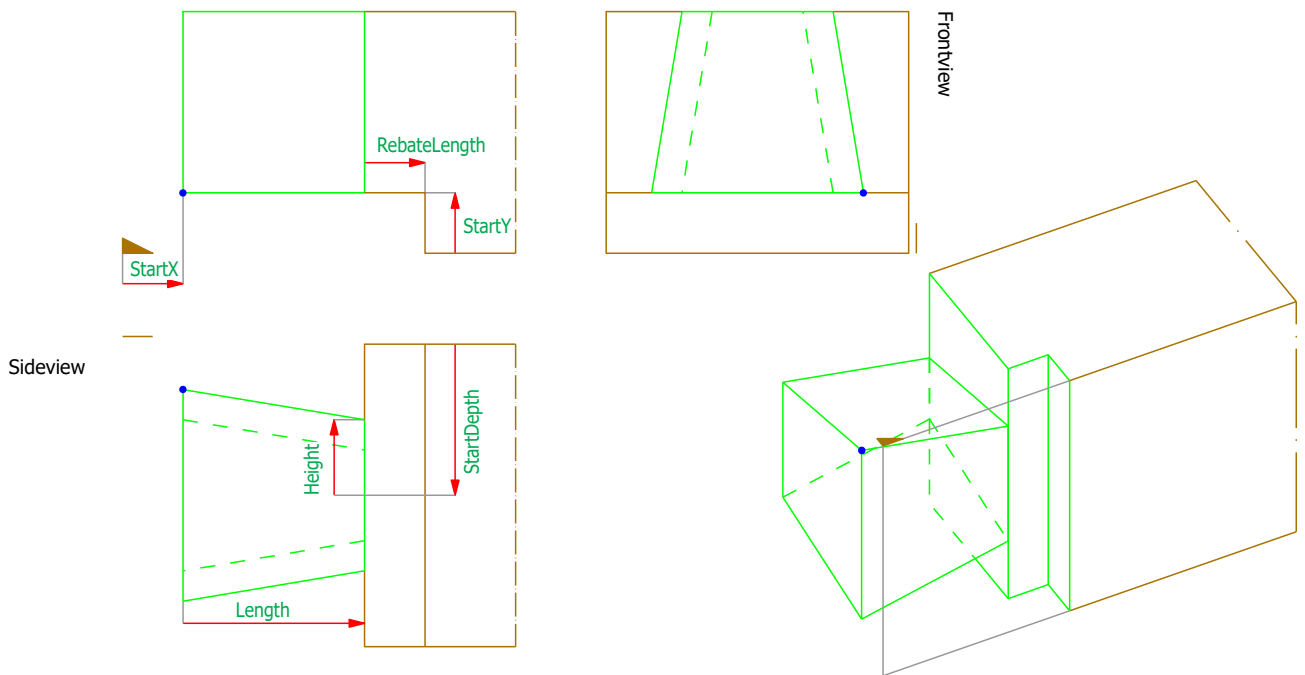 Frontview
RebateLength
StartY
StartX
Sideview
StartDepth
Height
Length